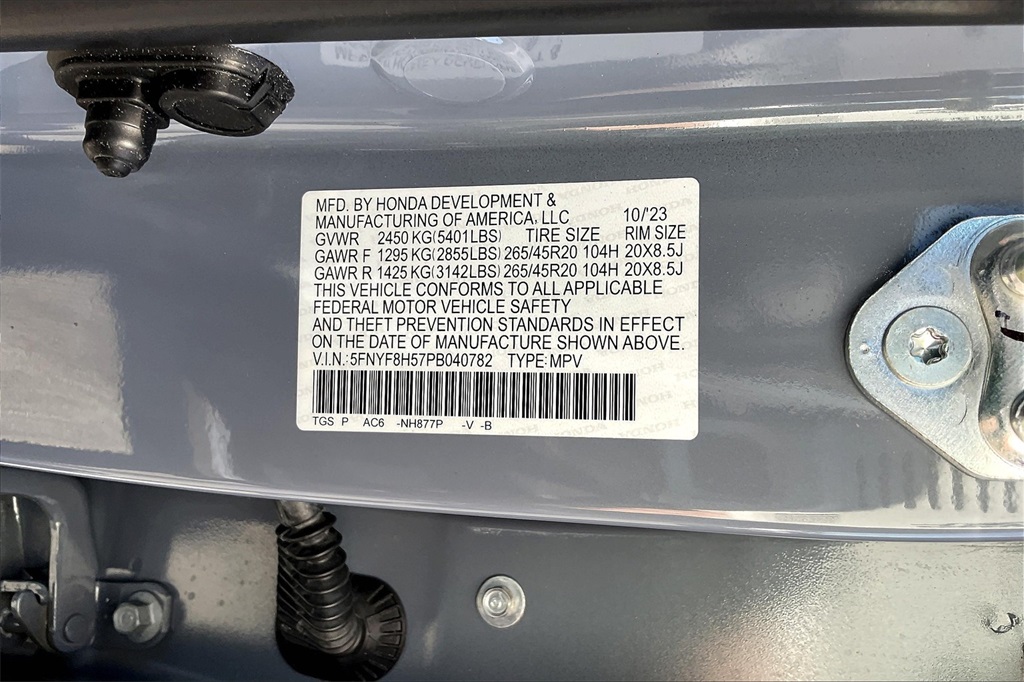 MFD. BY HONDA DEVELOPMENT &
MANUFACTURING OF AMERICA, LLC 10/'23
GVWR 2450 KG(5401LBS) TIRE SIZE RIM SIZE
GAWR F 1295 KG(2855LBS) 265/45R20 104H 20X8.5J
GAWR R 1425 KG(3142LBS) 265/45R20 104H 20X8.5J
THIS VEHICLE CONFORMS TO ALL APPLICABLE
FEDERAL MOTOR VEHICLE SAFETY
AND THEFT PREVENTION STANDARDS IN EFFECT
ON THE DATE OF MANUFACTURE SHOWN ABOVE.
V.I.N.: 5FNYF8H57PB040782 TYPE: MPV
TGS P AC6 -NH877P -V -B